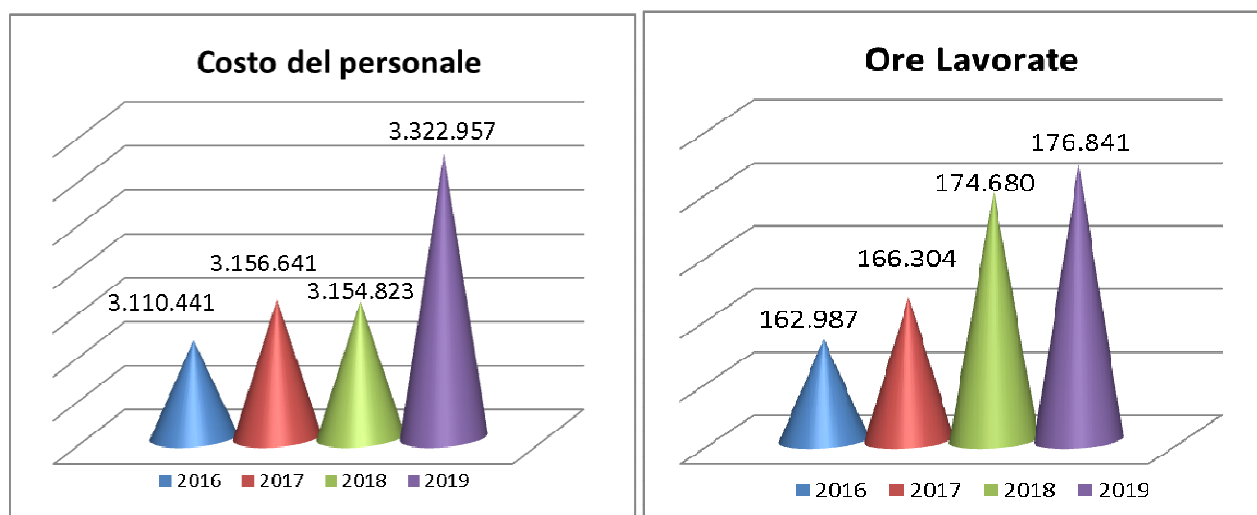 Costo del personale
3.322.957
3.156.641
3.154.823
3.110.441
2016 2017 2018 2019
Ore Lavorate
176.841
174.680
166.304
162.987
2016 2017 2018 2019